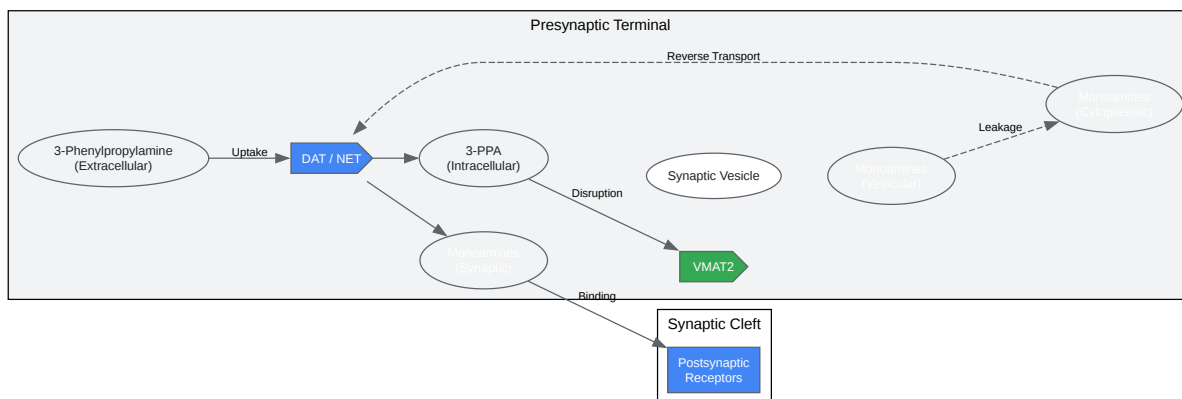 Presynaptic Terminal
Reverse Transport
Monoamines
(Cytoplasmic)
Leakage
3-Phenylpropylamine
(Extracellular)
Uptake
DAT / NET
3-PPA
(Intracellular)
Synaptic Vesicle
Monoamines
(Vesicular)
Disruption
Monoamines
(Synaptic)
VMAT2
Binding
Synaptic Cleft
Postsynaptic
Receptors